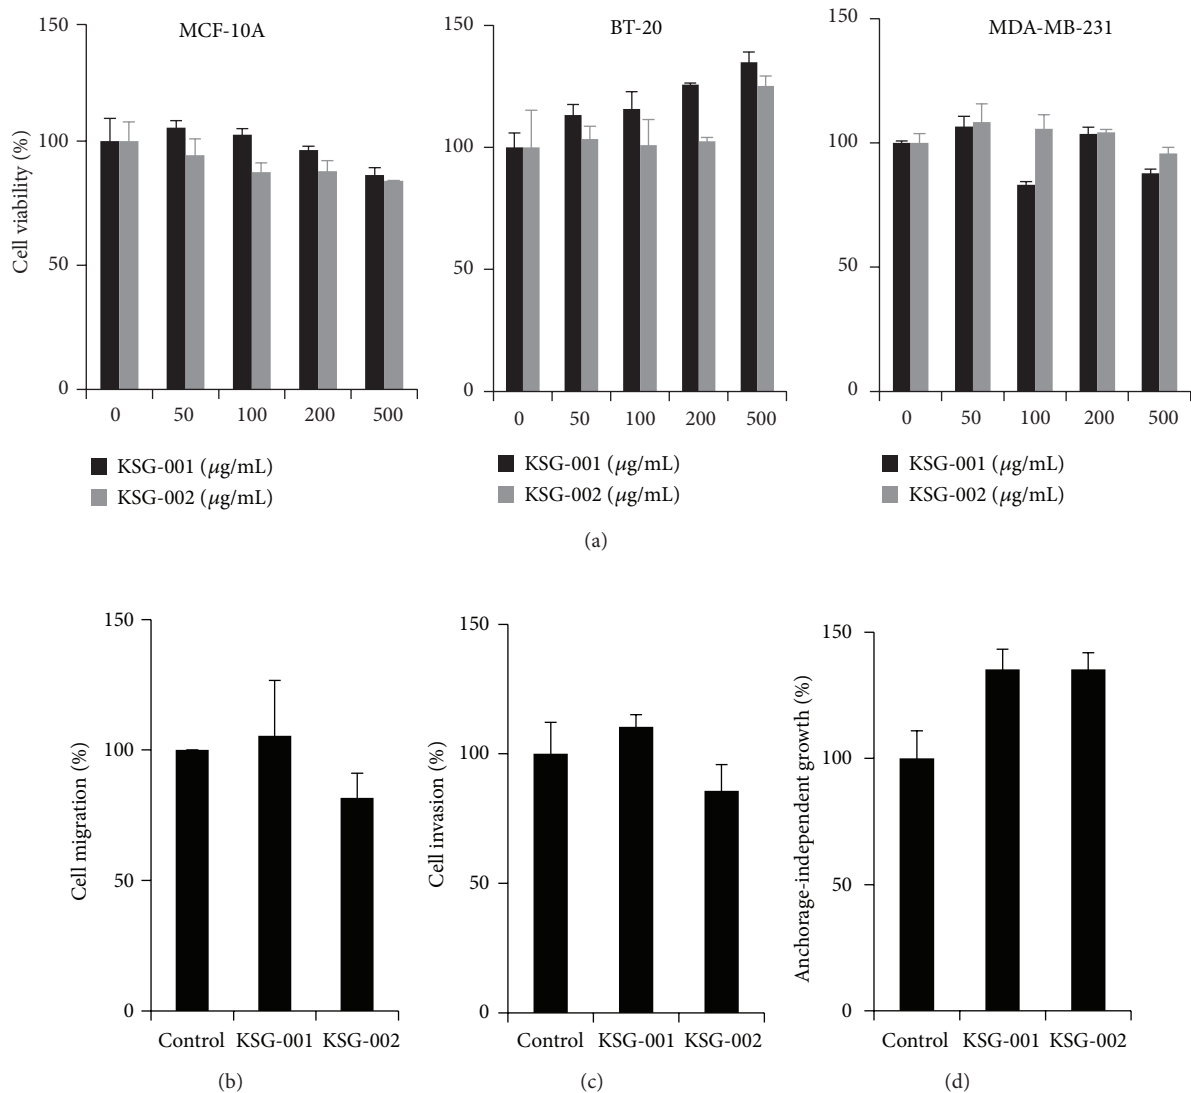 MCF-10A
150
100
50
0
Cell viability (%)
0 50 100 200 500
KSG-001 (μg/mL)
KSG-002 (μg/mL)
BT-20
150
100
50
0
0 50 100 200 500
KSG-001 (μg/mL)
KSG-002 (μg/mL)
MDA-MB-231
150
100
50
0
0 50 100 200 500
KSG-001 (μg/mL)
KSG-002 (μg/mL)
(a)
150
100
50
0
Cell migration (%)
Control KSG-001 KSG-002
(b)
150
100
50
0
Cell invasion (%)
Control KSG-001 KSG-002
(c)
150
100
50
0
Anchorage-independent growth (%)
Control KSG-001 KSG-002
(d)